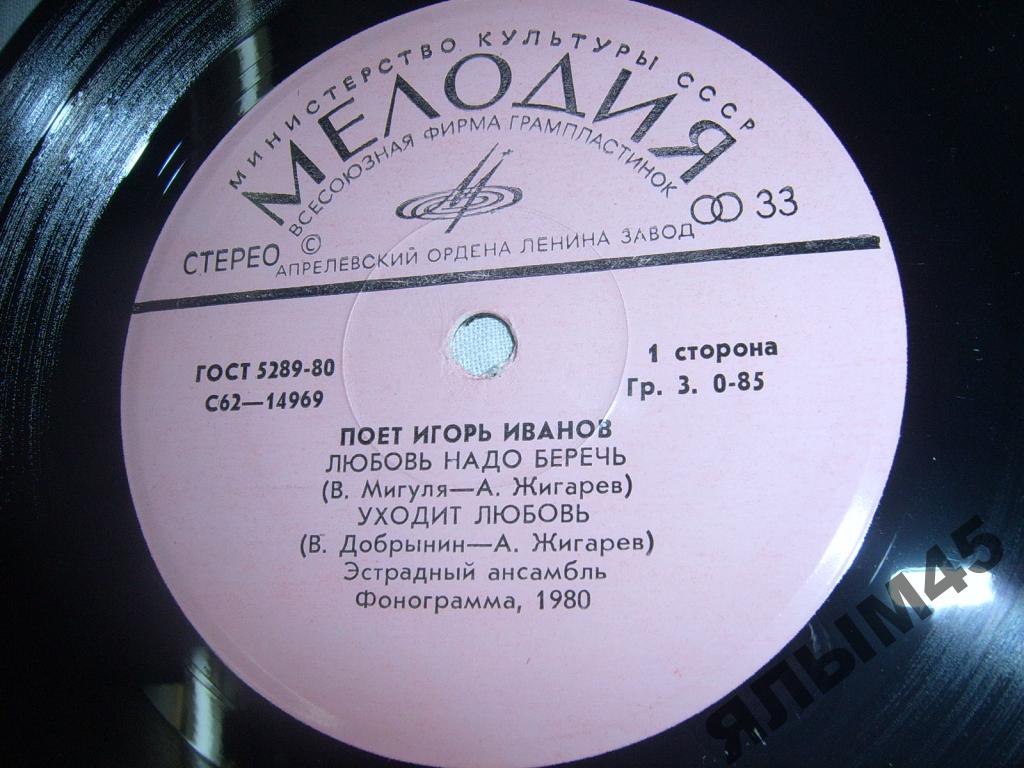 МИНИСТЕРСТВО КУЛЬТУРЫ СССР
МЕЛОДИЯ
ВСЕСОЮЗНАЯ ФИРМА ГРАМПЛАСТИНОК
33
СТЕРЕО
©
АПРЕЛЕВСКИЙ ОРДЕНА ЛЕНИНА ЗАВОД
ГОСТ 5289-80
С62—14969
1 сторона
Гр. 3. 0-85
ПОЕТ ИГОРЬ ИВАНОВ
ЛЮБОВЬ НАДО БЕРЕЧЬ
(В. Мигуля—А. Жигарев)
УХОДИТ ЛЮБОВЬ
(В. Добрынин—А. Жигарев)
Эстрадный ансамбль
Фонограмма, 1980
ЯЛЫМ45